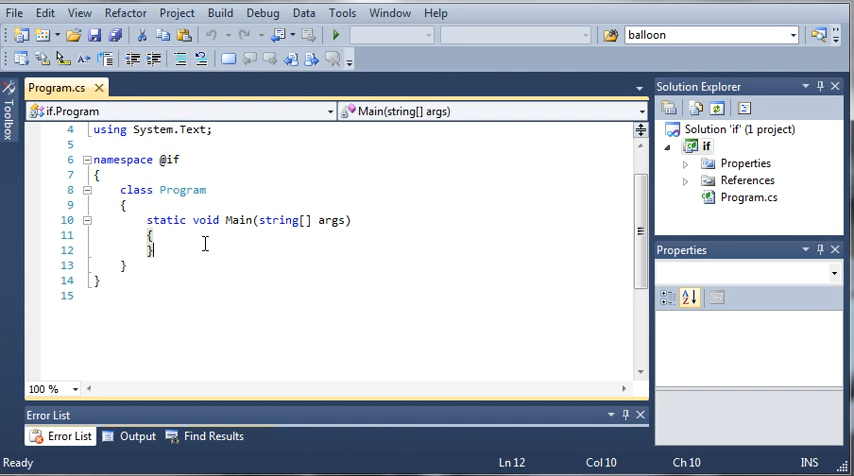 File Edit View Refactor Project Build Debug Data Tools Window Help
balloon
Toolbox
Program.cs
if.Program
Main(string[] args)
4 using System.Text;
5
6 namespace @if
7 {
8 class Program
9 {
10 static void Main(string[] args)
11 {
12 }
13 }
14 }
15
100 %
Solution Explorer
Solution 'if' (1 project)
if
Properties
References
Program.cs
Properties
Error List
Error List Output Find Results
Ready Ln 12 Col 10 Ch 10 INS